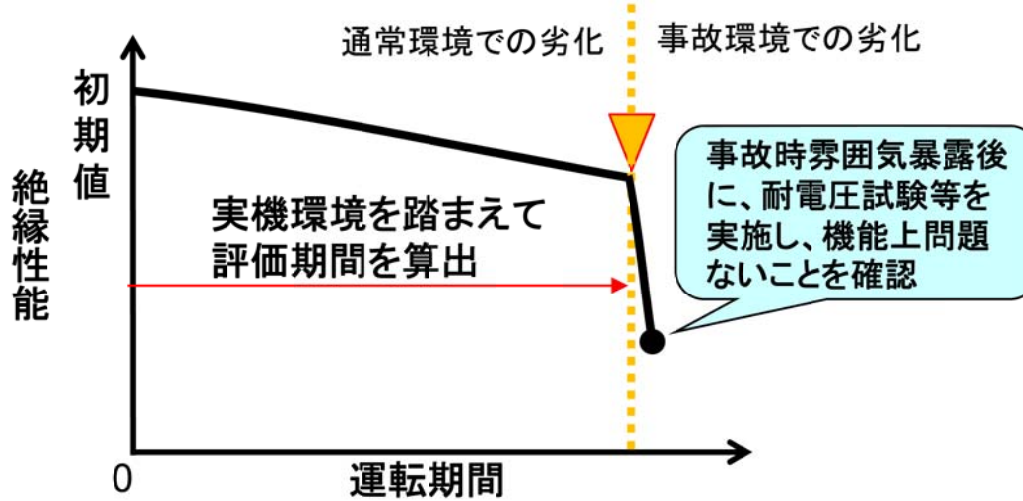 通常環境での劣化
事故環境での劣化
初期値
絶縁性能
実機環境を踏まえて
評価期間を算出
事故時雰囲気暴露後
に、耐電圧試験等を
実施し、機能上問題
ないことを確認
0
運転期間